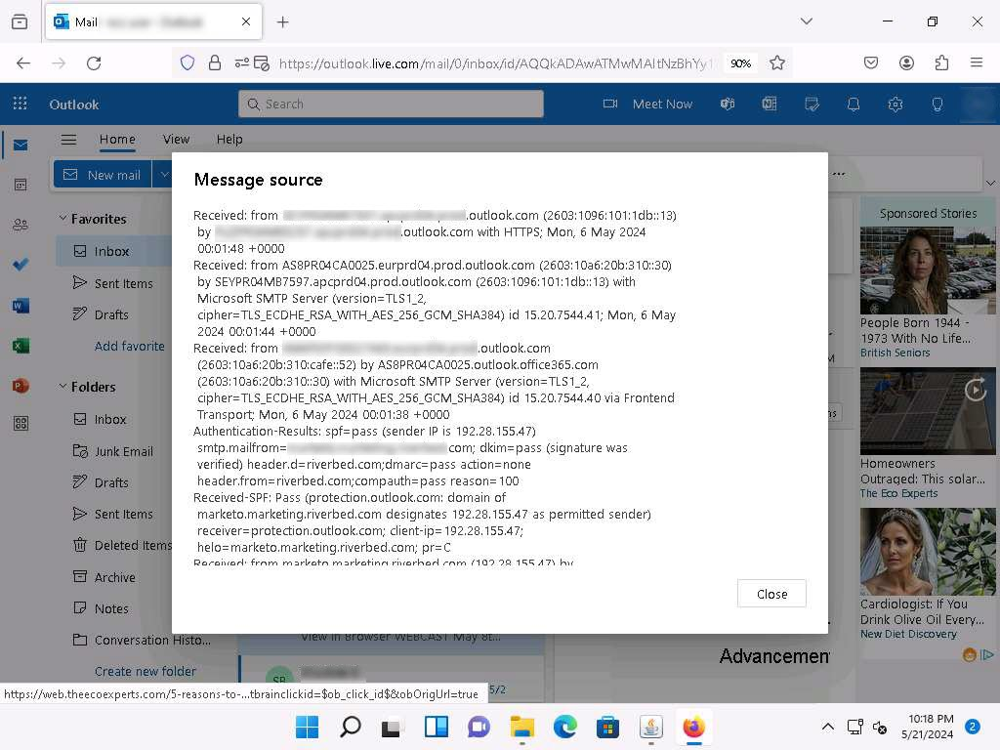 Mail
https://outlook.live.com/mail/0/inbox/id/AQQkADAwATMwMAItNzBhYy1
90%
Outlook
Search
Meet Now
Home View Help
New mail
Message source
Favorites
Inbox
Sent Items
Drafts
Add favorite
Folders
Inbox
Junk Email
Drafts
Sent Items
Deleted Items
Archive
Notes
Conversation Histo...
Create new folder
Received: from .outlook.com (2603:1096:101:1db::13)
by .outlook.com with HTTPS; Mon, 6 May 2024
00:01:48 +0000
Received: from AS8PR04CA0025.eurprd04.prod.outlook.com (2603:10a6:20b:310::30)
by SEYPR04MB7597.apcprd04.prod.outlook.com (2603:1096:101:1db::13) with
Microsoft SMTP Server (version=TLS1_2,
cipher=TLS_ECDHE_RSA_WITH_AES_256_GCM_SHA384) id 15.20.7544.41; Mon, 6 May
2024 00:01:44 +0000
Received: from .outlook.com
(2603:10a6:20b:310:cafe::52) by AS8PR04CA0025.outlook.office365.com
(2603:10a6:20b:310::30) with Microsoft SMTP Server (version=TLS1_2,
cipher=TLS_ECDHE_RSA_WITH_AES_256_GCM_SHA384) id 15.20.7544.40 via Frontend
Transport; Mon, 6 May 2024 00:01:38 +0000
Authentication-Results: spf=pass (sender IP is 192.28.155.47)
smtp.mailfrom= com; dkim=pass (signature was
verified) header.d=riverbed.com;dmarc=pass action=none
header.from=riverbed.com;compauth=pass reason=100
Received-SPF: Pass (protection.outlook.com: domain of
marketo.marketing.riverbed.com designates 192.28.155.47 as permitted sender)
receiver=protection.outlook.com; client-ip=192.28.155.47;
helo=marketo.marketing.riverbed.com; pr=C
Received: from marketo.marketing.riverbed.com (192.28.155.47) by
Close
Sponsored Stories
People Born 1944 -
1973 With No Life...
British Seniors
Homeowners
Outraged: This solar...
The Eco Experts
Cardiologist: If You
Drink Olive Oil Every...
New Diet Discovery
View in Browser WEBCAST May 8t...
SB
5/2
Advancement
https://web.theecoexperts.com/5-reasons-to-...tbrainclickid=$ob_click_id$&obOrigUrl=true
10:18 PM
5/21/2024
2